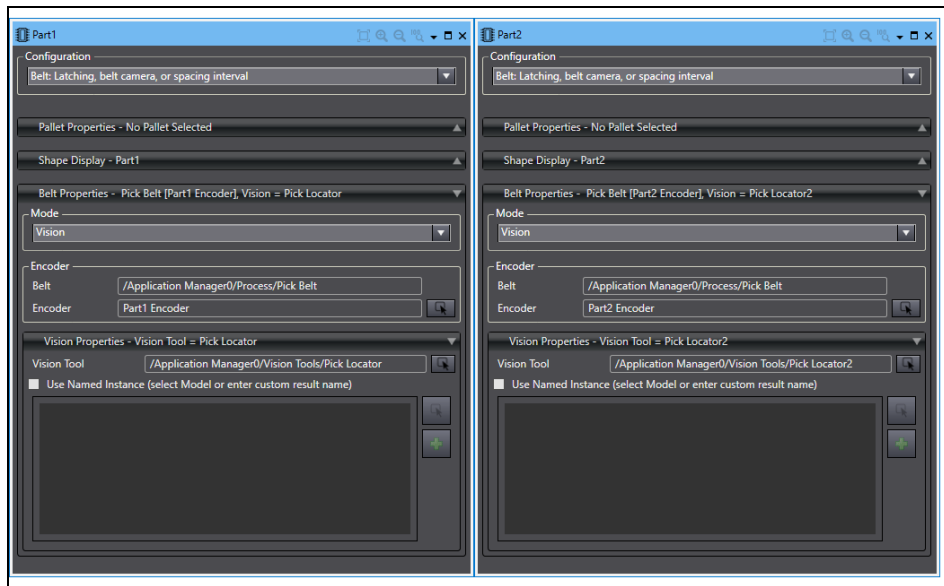 Part1
Configuration
Belt: Latching, belt camera, or spacing interval
Pallet Properties - No Pallet Selected
Shape Display - Part1
Belt Properties - Pick Belt [Part1 Encoder], Vision = Pick Locator
Mode
Vision
Encoder
Belt /Application Manager0/Process/Pick Belt
Encoder Part1 Encoder
Vision Properties - Vision Tool = Pick Locator
Vision Tool /Application Manager0/Vision Tools/Pick Locator
Use Named Instance (select Model or enter custom result name)
Part2
Configuration
Belt: Latching, belt camera, or spacing interval
Pallet Properties - No Pallet Selected
Shape Display - Part2
Belt Properties - Pick Belt [Part2 Encoder], Vision = Pick Locator2
Mode
Vision
Encoder
Belt /Application Manager0/Process/Pick Belt
Encoder Part2 Encoder
Vision Properties - Vision Tool = Pick Locator2
Vision Tool /Application Manager0/Vision Tools/Pick Locator2
Use Named Instance (select Model or enter custom result name)